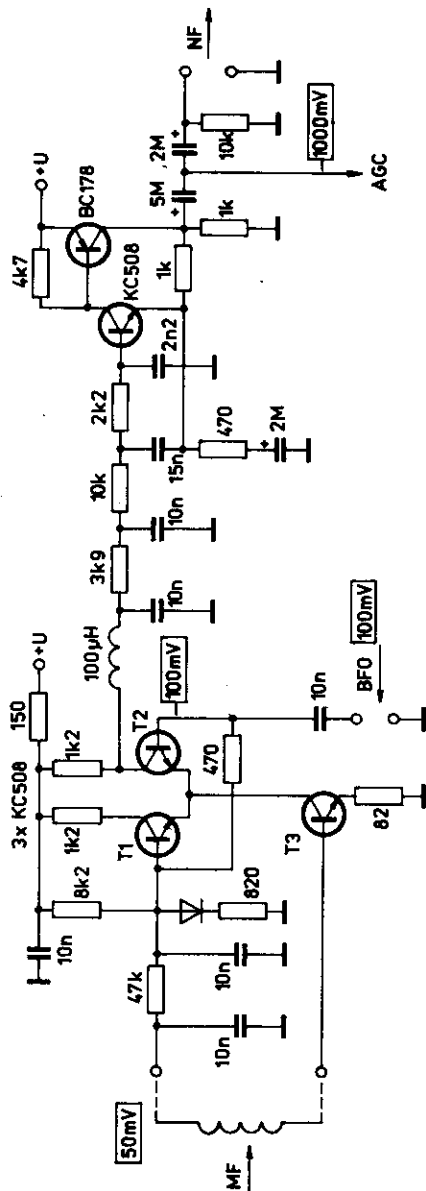 MF
50mV
10n
47k
10n
820
10n
8k2
3x KC508
150
+U
1k2
1k2
T1
T2
T3
82
470
100mV
10n
BFO
100mV
100µH
10n
3k9
10n
10k
15n
2k2
2n2
470
+
2M
4k7
+U
KC508
BC178
1k
1k
5M
+
,2M
+
10k
1000mV
AGC
NF